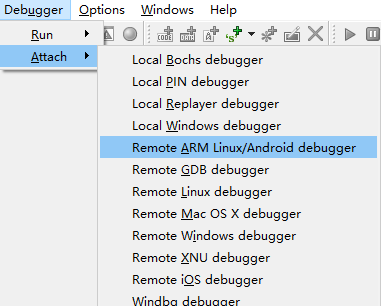 Debugger Options Windows Help
Run
Attach
Local Bochs debugger
Local PIN debugger
Local Replayer debugger
Local Windows debugger
Remote ARM Linux/Android debugger
Remote GDB debugger
Remote Linux debugger
Remote Mac OS X debugger
Remote Windows debugger
Remote XNU debugger
Remote iOS debugger
Windbg debugger